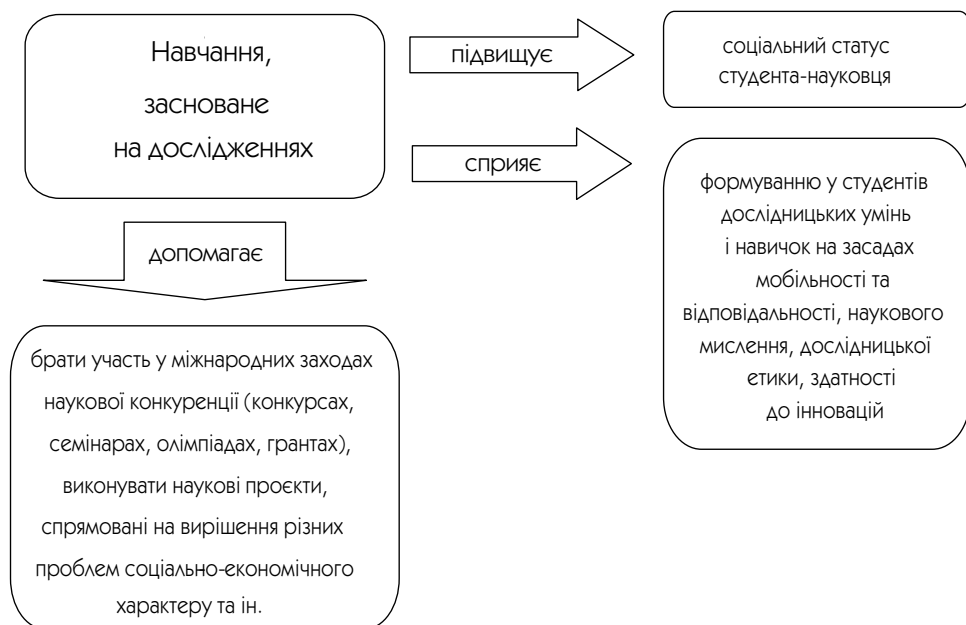 Навчання,
засноване
на дослідженнях
підвищує
соціальний статус
студента-науковця
сприяє
формуванню у студентів
дослідницьких умінь
і навичок на засадах
мобільності та
відповідальності, наукового
мислення, дослідницької
етики, здатності
до інновацій
допомагає
брати участь у міжнародних заходах
наукової конкуренції (конкурсах,
семінарах, олімпіадах, грантах),
виконувати наукові проєкти,
спрямовані на вирішення різних
проблем соціально-економічного
характеру та ін.